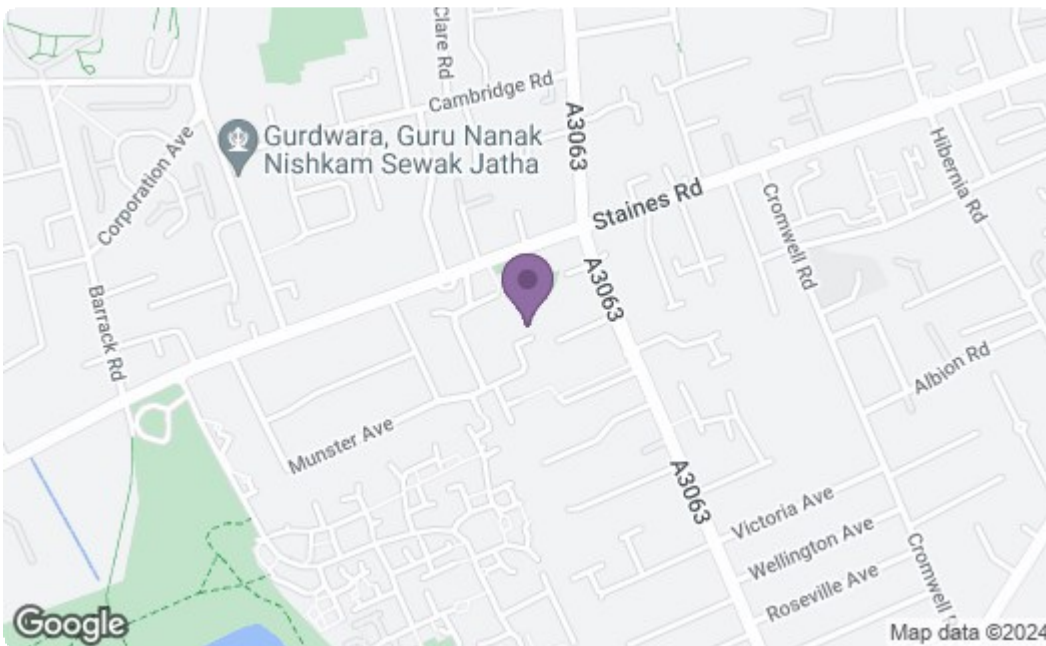 Clare Rd
Cambridge Rd
A3063
Corporation Ave
Gurdwara, Guru Nanak
Nishkam Sewak Jatha
Hibernia Rd
Staines Rd
Cromwell Rd
A3063
Barrack Rd
Albion Rd
Munster Ave
A3063
Victoria Ave
Wellington Ave
Roseville Ave
Cromwell R
Google
Map data ©2024